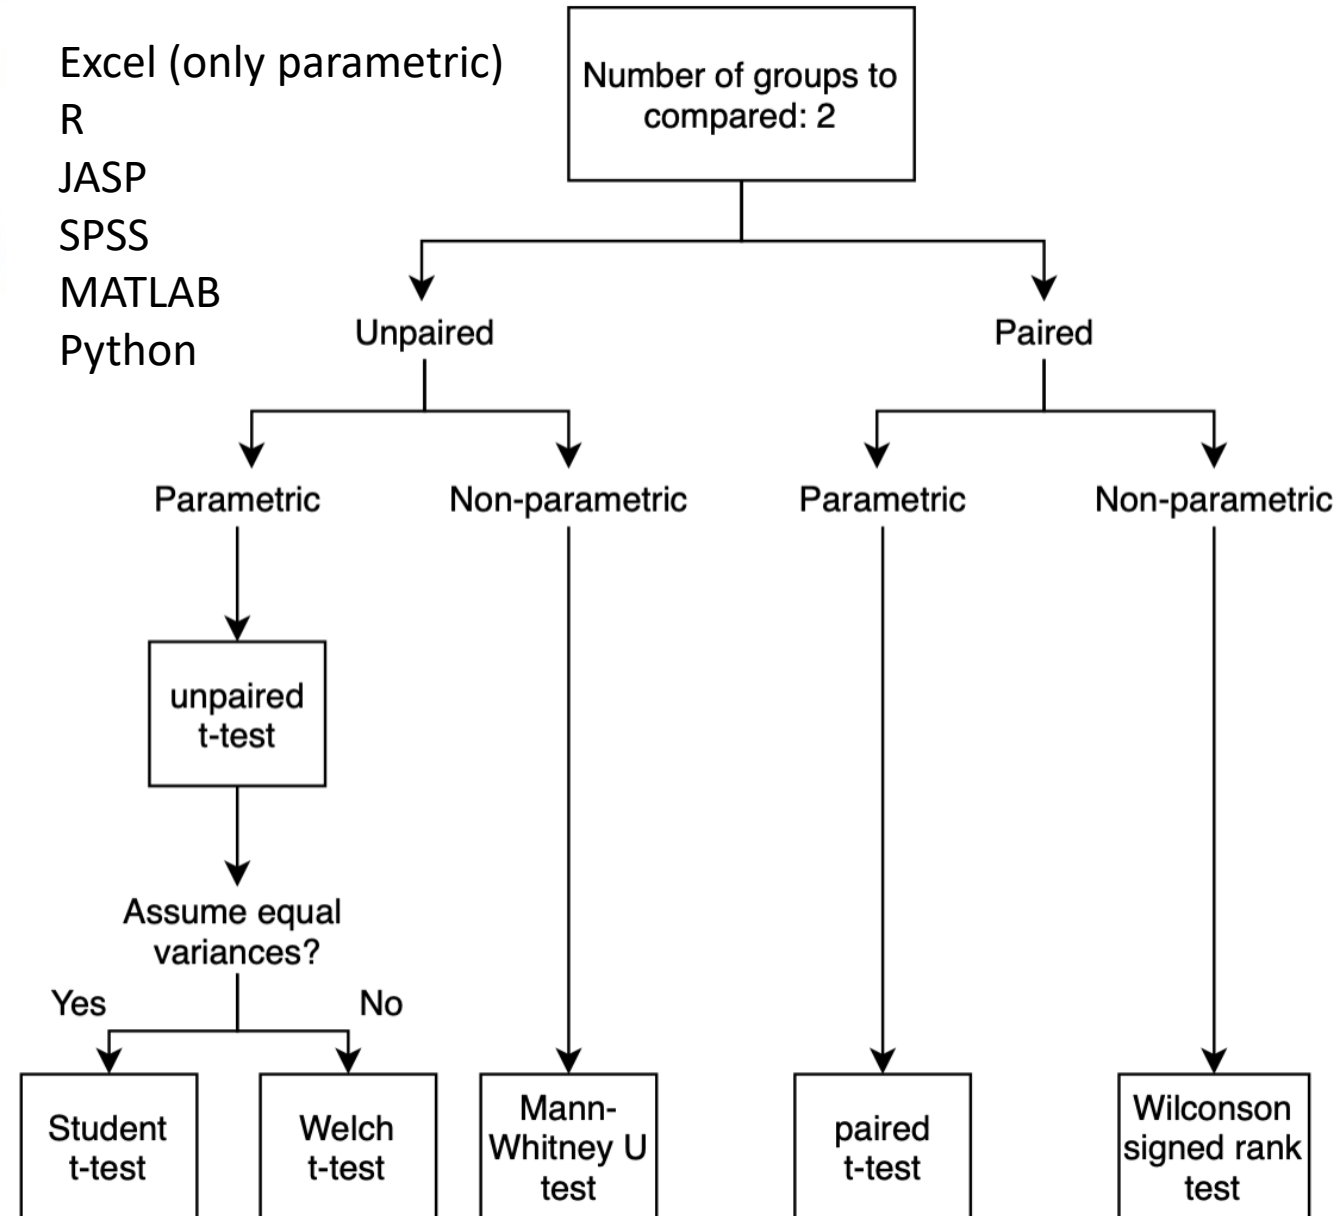 Excel (only parametric)
R
JASP
SPSS
MATLAB
Python
Number of groups to
compared: 2
Unpaired
Paired
Parametric
Non-parametric
Parametric
Non-parametric
unpaired
t-test
Assume equal
variances?
Yes
No
Student
t-test
Welch
t-test
Mann-
Whitney U
test
paired
t-test
Wilconson
signed rank
test